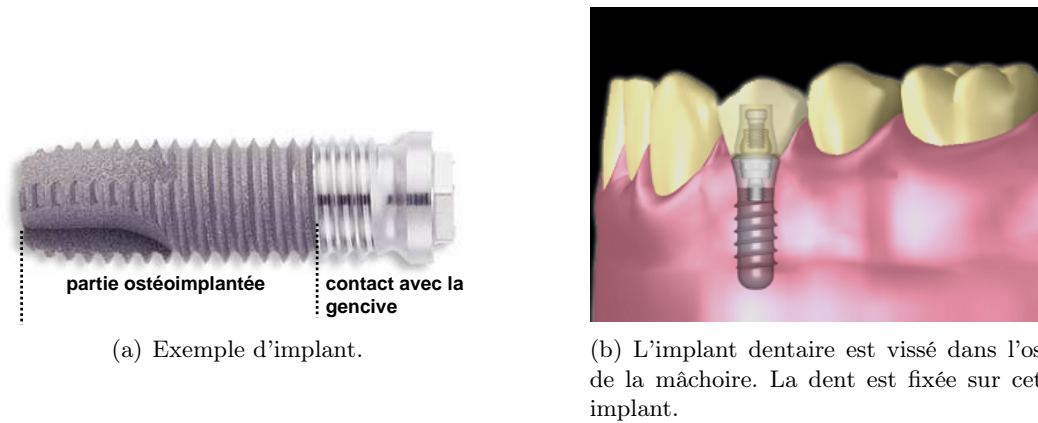 partie ostéoimplantée
contact avec la
gencive
(a) Exemple d'implant.
(b) L'implant dentaire est vissé dans l'os
de la mâchoire. La dent est fixée sur cet
implant.